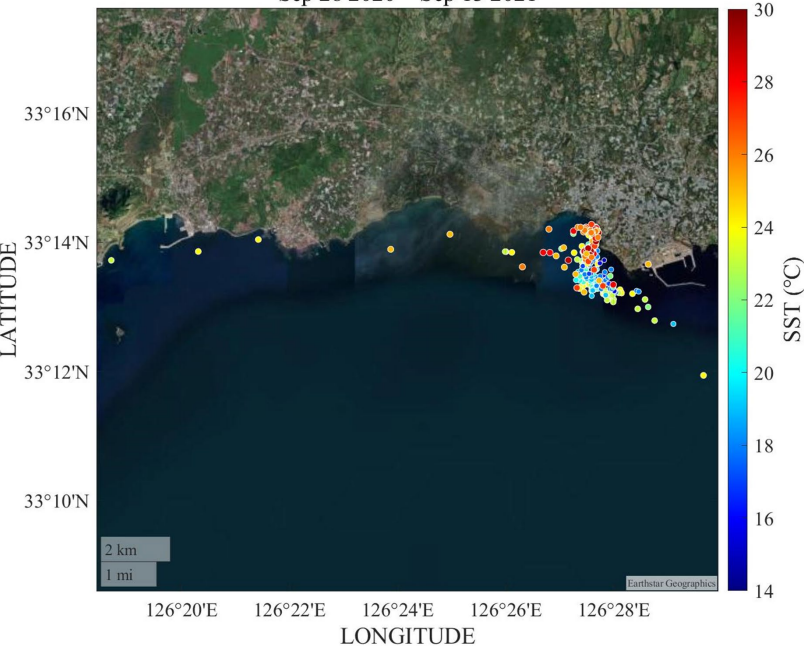 30
28
26
24
22
20
18
16
14
SST (℃)
33°16'N
33°14'N
33°12'N
33°10'N
LATITUDE
2 km
1 mi
Earthstar Geographics
126°20'E
126°22'E
126°24'E
126°26'E
126°28'E
LONGITUDE